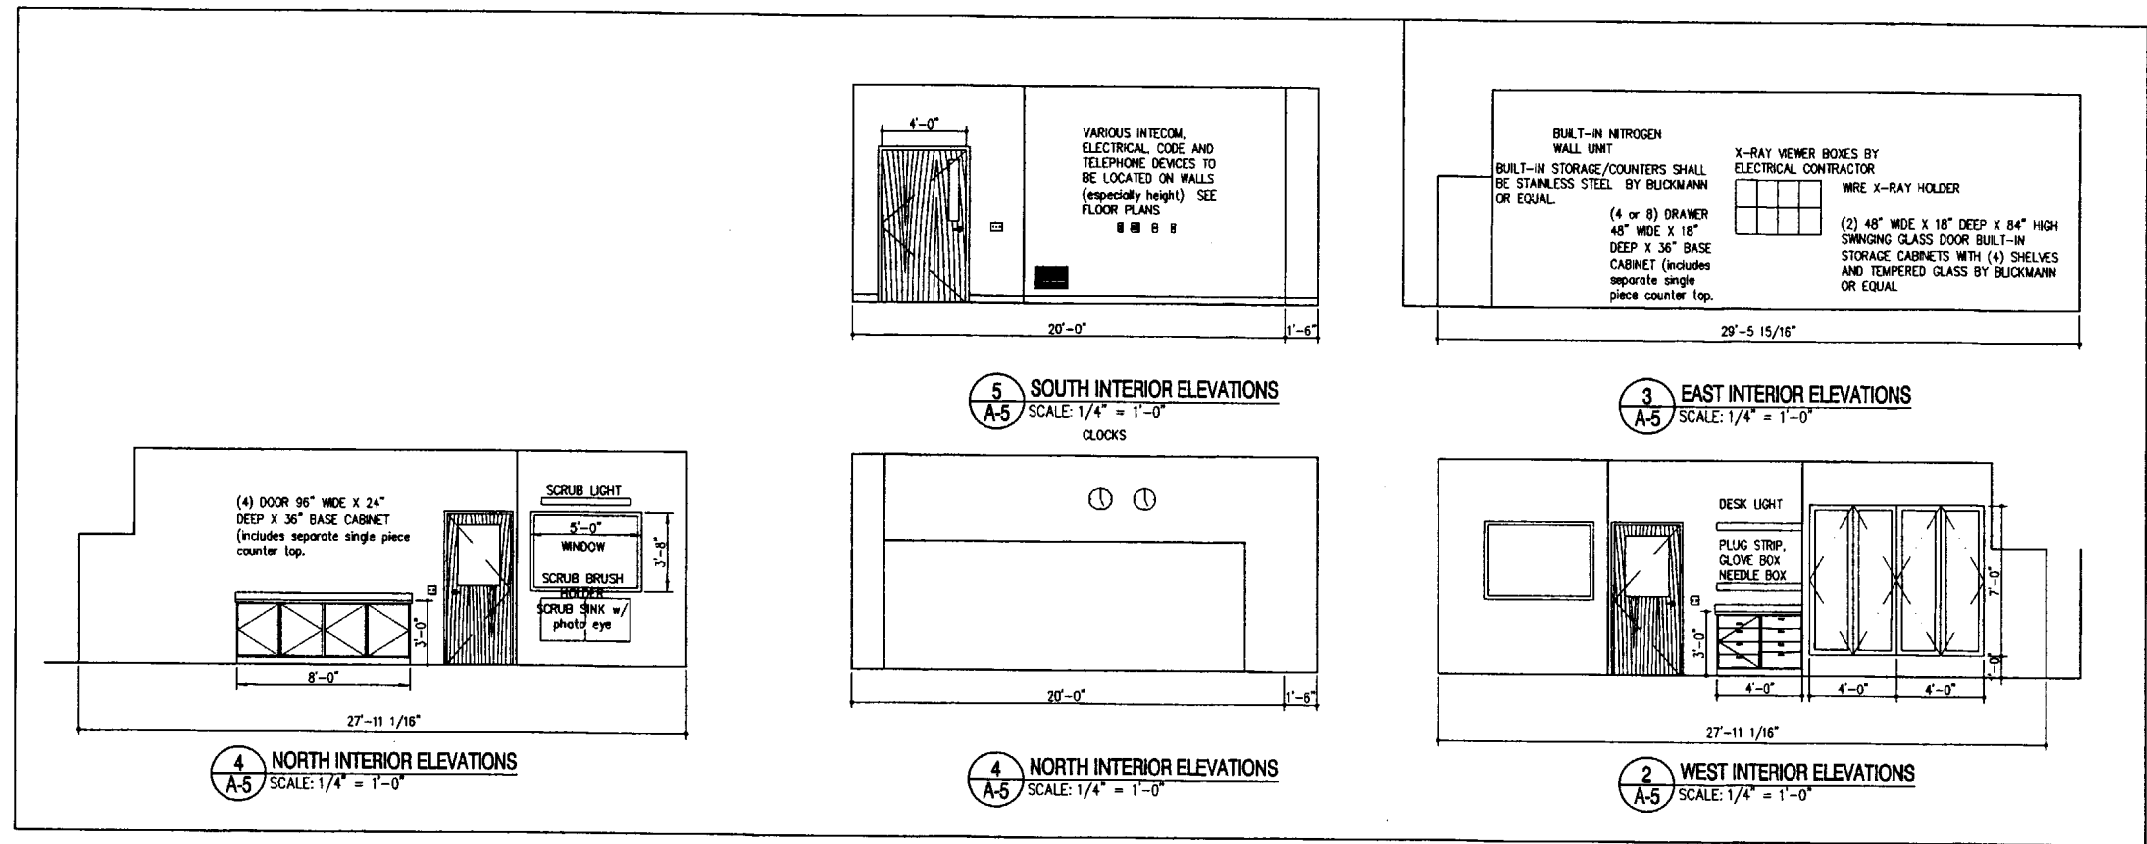 4'-0"
VARIOUS INTECOM,
ELECTRICAL, CODE AND
TELEPHONE DEVICES TO
BE LOCATED ON WALLS
(especially height) SEE
FLOOR PLANS
20'-0"
1'-6"
5
A-5
SOUTH INTERIOR ELEVATIONS
SCALE: 1/4" = 1'-0"
BUILT-IN NITROGEN
WALL UNIT
BUILT-IN STORAGE/COUNTERS SHALL
BE STAINLESS STEEL BY BLICKMANN
OR EQUAL.
(4 or 8) DRAWER
48" WIDE X 18"
DEEP X 36" BASE
CABINET (includes
separate single
piece counter top.
X-RAY VIEWER BOXES BY
ELECTRICAL CONTRACTOR
WIRE X-RAY HOLDER
(2) 48" WIDE X 18" DEEP X 84" HIGH
SWINGING GLASS DOOR BUILT-IN
STORAGE CABINETS WITH (4) SHELVES
AND TEMPERED GLASS BY BLICKMANN
OR EQUAL
29'-5 15/16"
3
A-5
EAST INTERIOR ELEVATIONS
SCALE: 1/4" = 1'-0"
(4) DOOR 96" WIDE X 24"
DEEP X 36" BASE CABINET
(includes separate single piece
counter top.
SCRUB LIGHT
5'-0"
WINDOW
3'-8"
SCRUB BRUSH
HOLDER
SCRUB SINK w/
photo eye
3'-0"
8'-0"
27'-11 1/16"
4
A-5
NORTH INTERIOR ELEVATIONS
SCALE: 1/4" = 1'-0"
CLOCKS
20'-0"
1'-6"
4
A-5
NORTH INTERIOR ELEVATIONS
SCALE: 1/4" = 1'-0"
DESK LIGHT
PLUG STRIP,
GLOVE BOX
NEEDLE BOX
3'-0"
7'-0"
4'-0"
4'-0"
4'-0"
27'-11 1/16"
2
A-5
WEST INTERIOR ELEVATIONS
SCALE: 1/4" = 1'-0"